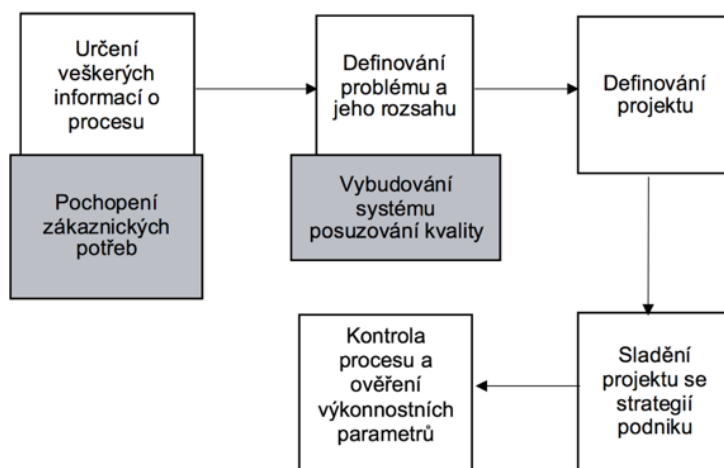 Určení
veškerých
informací o
procesu
Pochopení
zákaznických
potřeb
Definování
problému a
jeho rozsahu
Vybudování
systému
posuzování kvality
Definování
projektu
Sladění
projektu se
strategií
podniku
Kontrola
procesu a
ověření
výkonnostních
parametrů